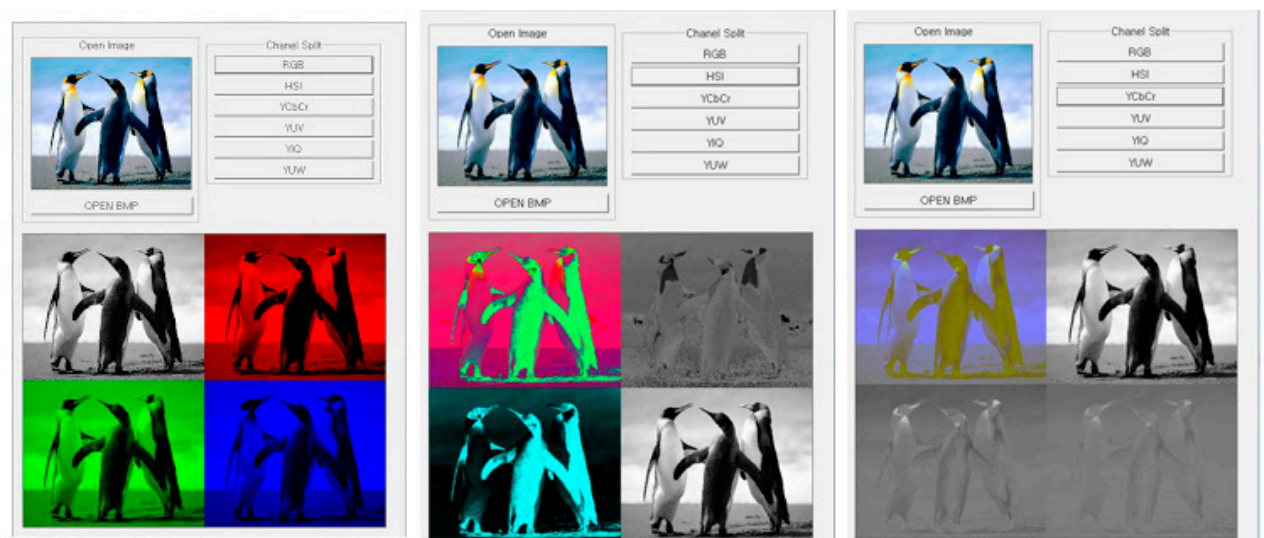 Open Image
Chanel Split
RGB
HSI
YCbCr
YUV
YIQ
YUW
OPEN BMP
Open Image
Chanel Split
RGB
HSI
YCbCr
YUV
YIQ
YUW
OPEN BMP
Open Image
Chanel Split
RGB
HSI
YCbCr
YUV
YIQ
YUW
OPEN BMP